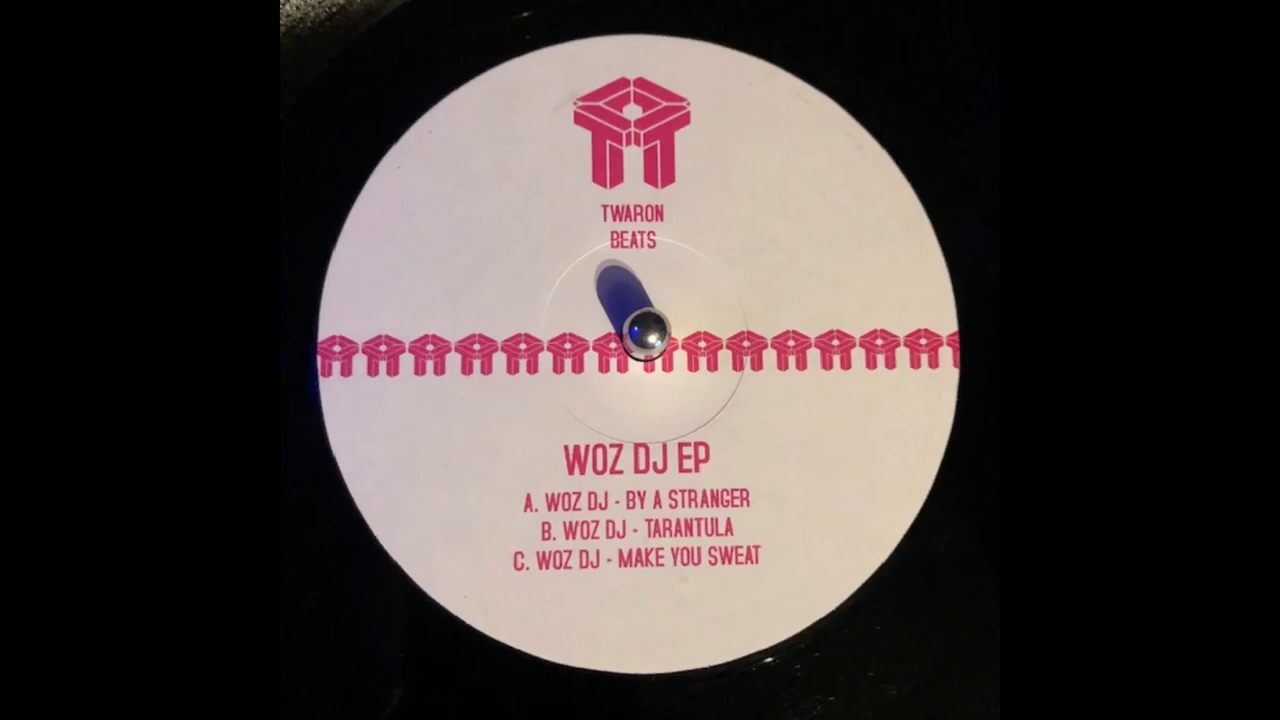 TWARON
BEATS
WOZ DJ EP
A. WOZ DJ - BY A STRANGER
B. WOZ DJ - TARANTULA
C. WOZ DJ - MAKE YOU SWEAT